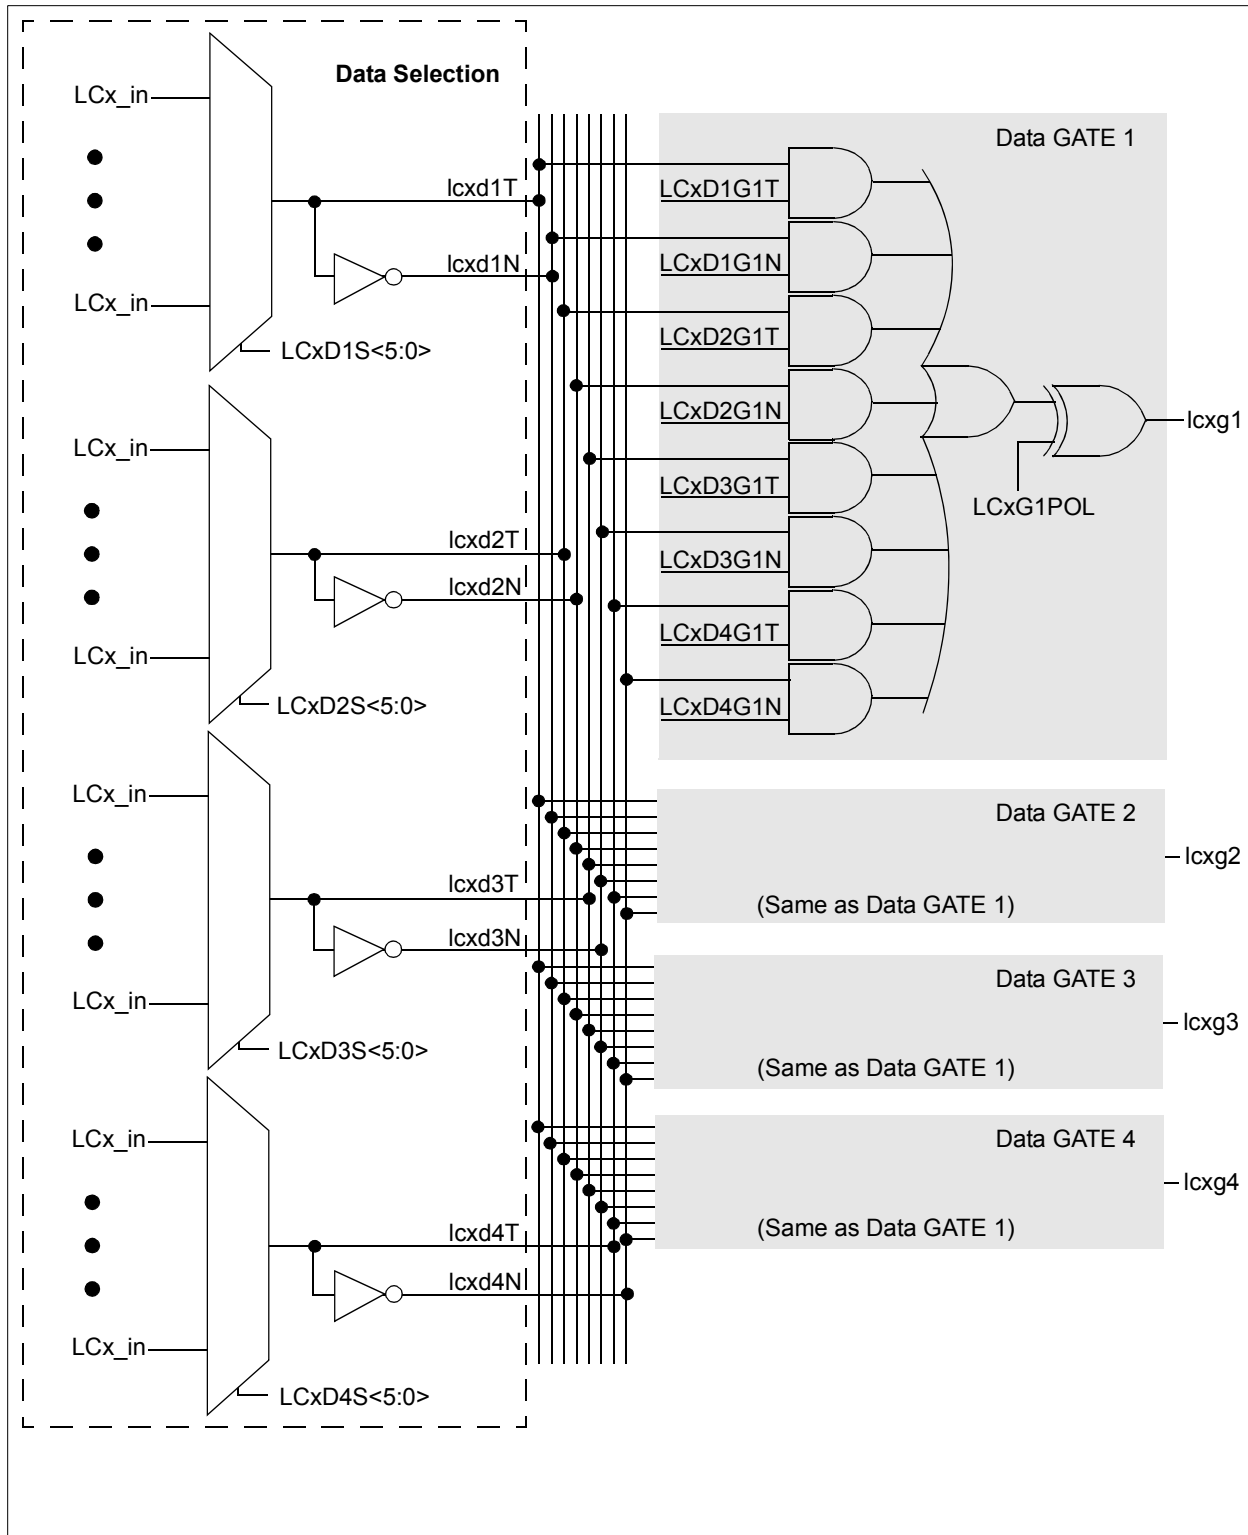 Data Selection
LCx_in
LCx_in
lcxd1T
lcxd1N
LCxD1S<5:0>
LCx_in
LCx_in
lcxd2T
lcxd2N
LCxD2S<5:0>
LCx_in
LCx_in
lcxd3T
lcxd3N
LCxD3S<5:0>
LCx_in
LCx_in
lcxd4T
lcxd4N
LCxD4S<5:0>
Data GATE 1
LCxD1G1T
LCxD1G1N
LCxD2G1T
LCxD2G1N
LCxD3G1T
LCxD3G1N
LCxD4G1T
LCxD4G1N
LCxG1POL
lcxg1
Data GATE 2
(Same as Data GATE 1)
lcxg2
Data GATE 3
(Same as Data GATE 1)
lcxg3
Data GATE 4
(Same as Data GATE 1)
lcxg4